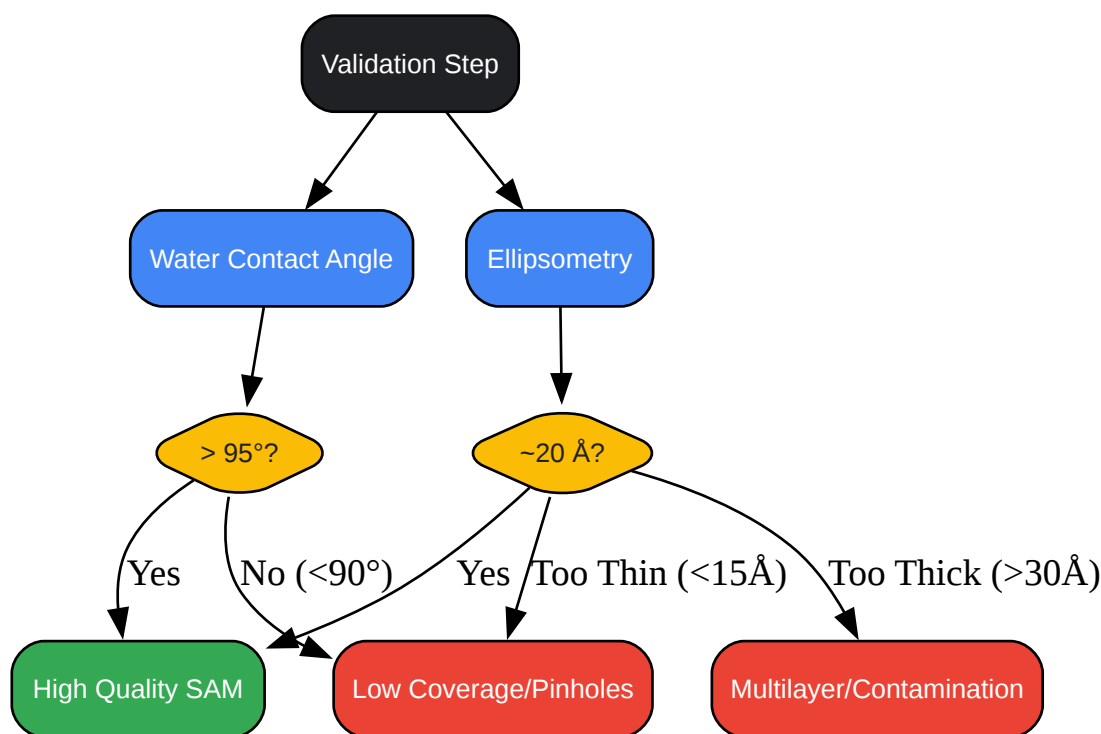 Validation Step
Water Contact Angle
Ellipsometry
> 95°?
~20 Å?
Yes
No (<90°)
Yes
Too Thin (<15Å)
Too Thick (>30Å)
High Quality SAM
Low Coverage/Pinholes
Multilayer/Contamination